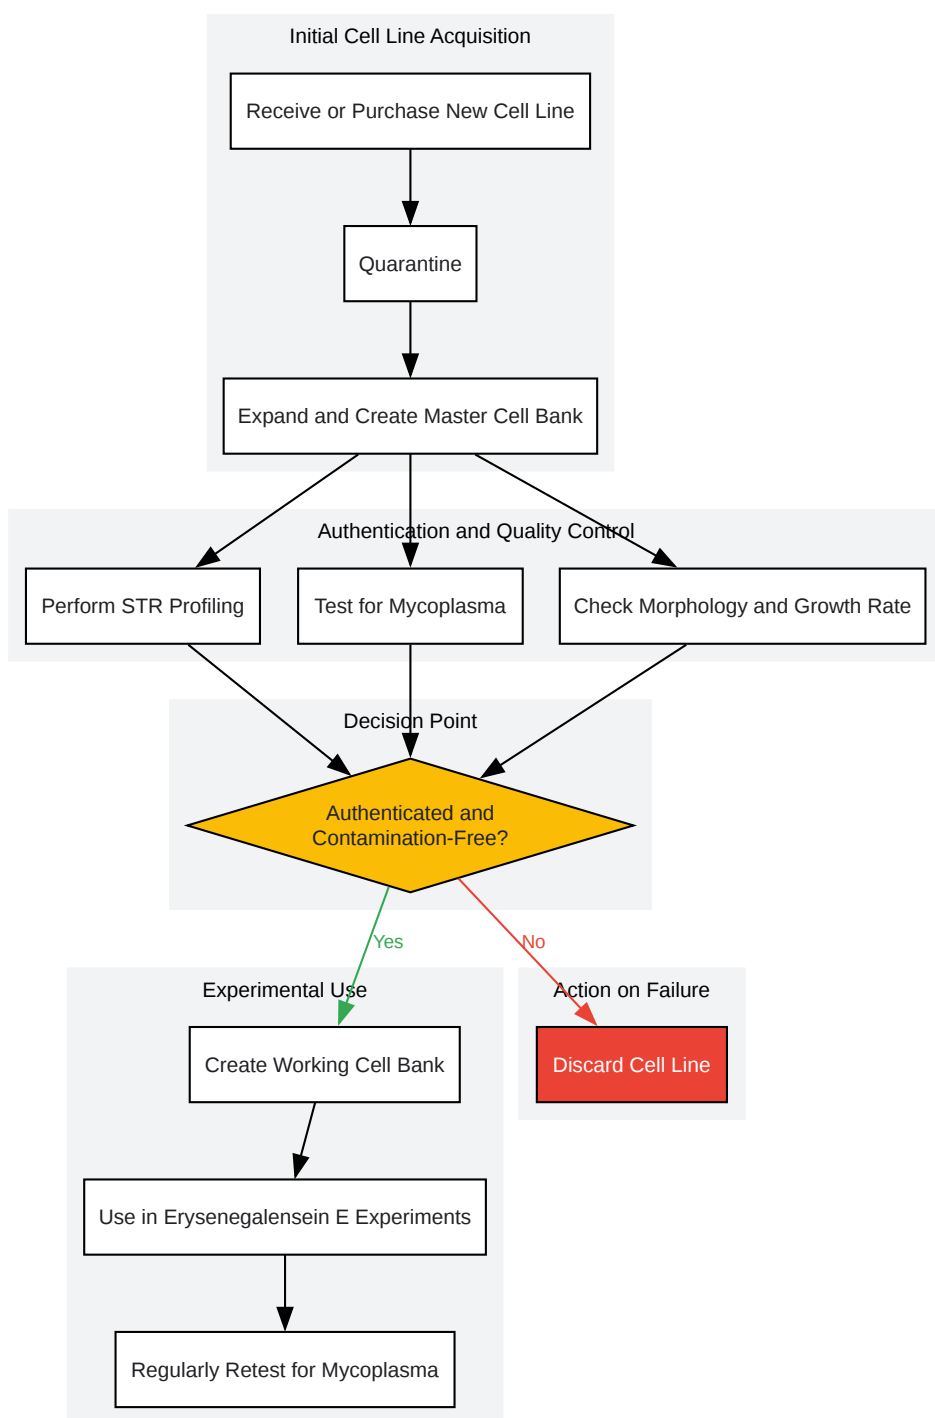 Initial Cell Line Acquisition
Receive or Purchase New Cell Line
Quarantine
Expand and Create Master Cell Bank
Authentication and Quality Control
Perform STR Profiling
Test for Mycoplasma
Check Morphology and Growth Rate
Decision Point
Authenticated and
Contamination-Free?
Yes
No
Experimental Use
Action on Failure
Create Working Cell Bank
Discard Cell Line
Use in Erysenegalensein E Experiments
Regularly Retest for Mycoplasma